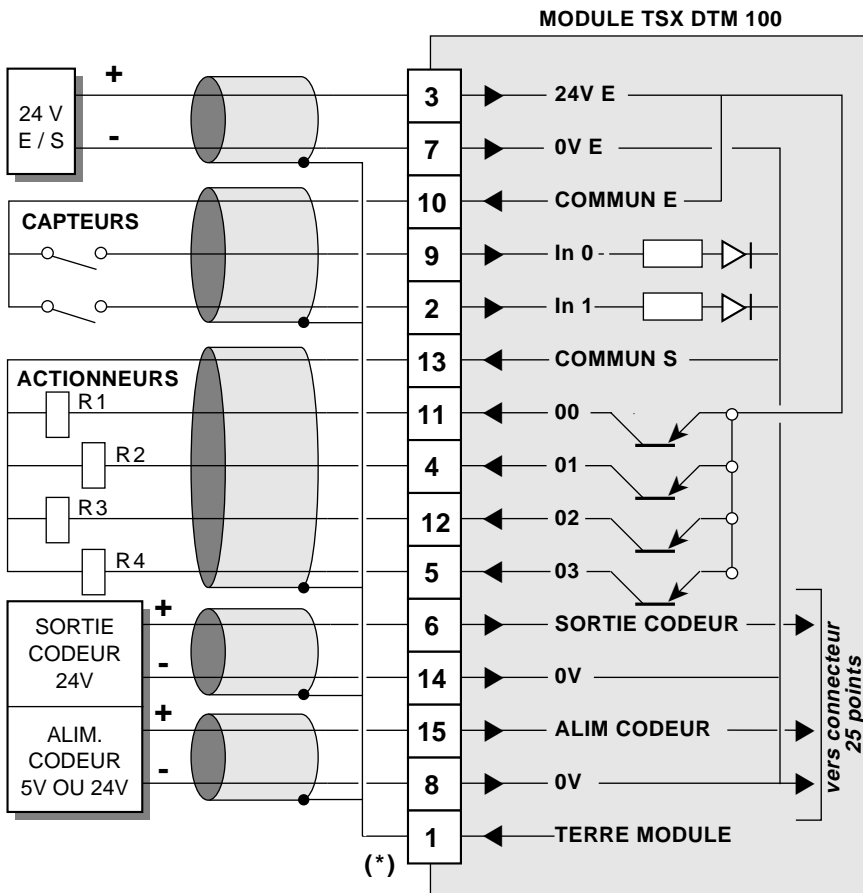 MODULE TSX DTM 100
24 V
E / S
+
-
3
24V E
7
0V E
10
COMMUN E
CAPTEURS
9
In 0
2
In 1
13
COMMUN S
ACTIONNEURS
R1
11
00
R2
4
01
R3
12
02
R4
5
03
SORTIE
CODEUR
24V
+
-
6
SORTIE CODEUR
14
0V
ALIM.
CODEUR
5V OU 24V
+
-
15
ALIM CODEUR
8
0V
1
TERRE MODULE
(*)
vers connecteur
25 points